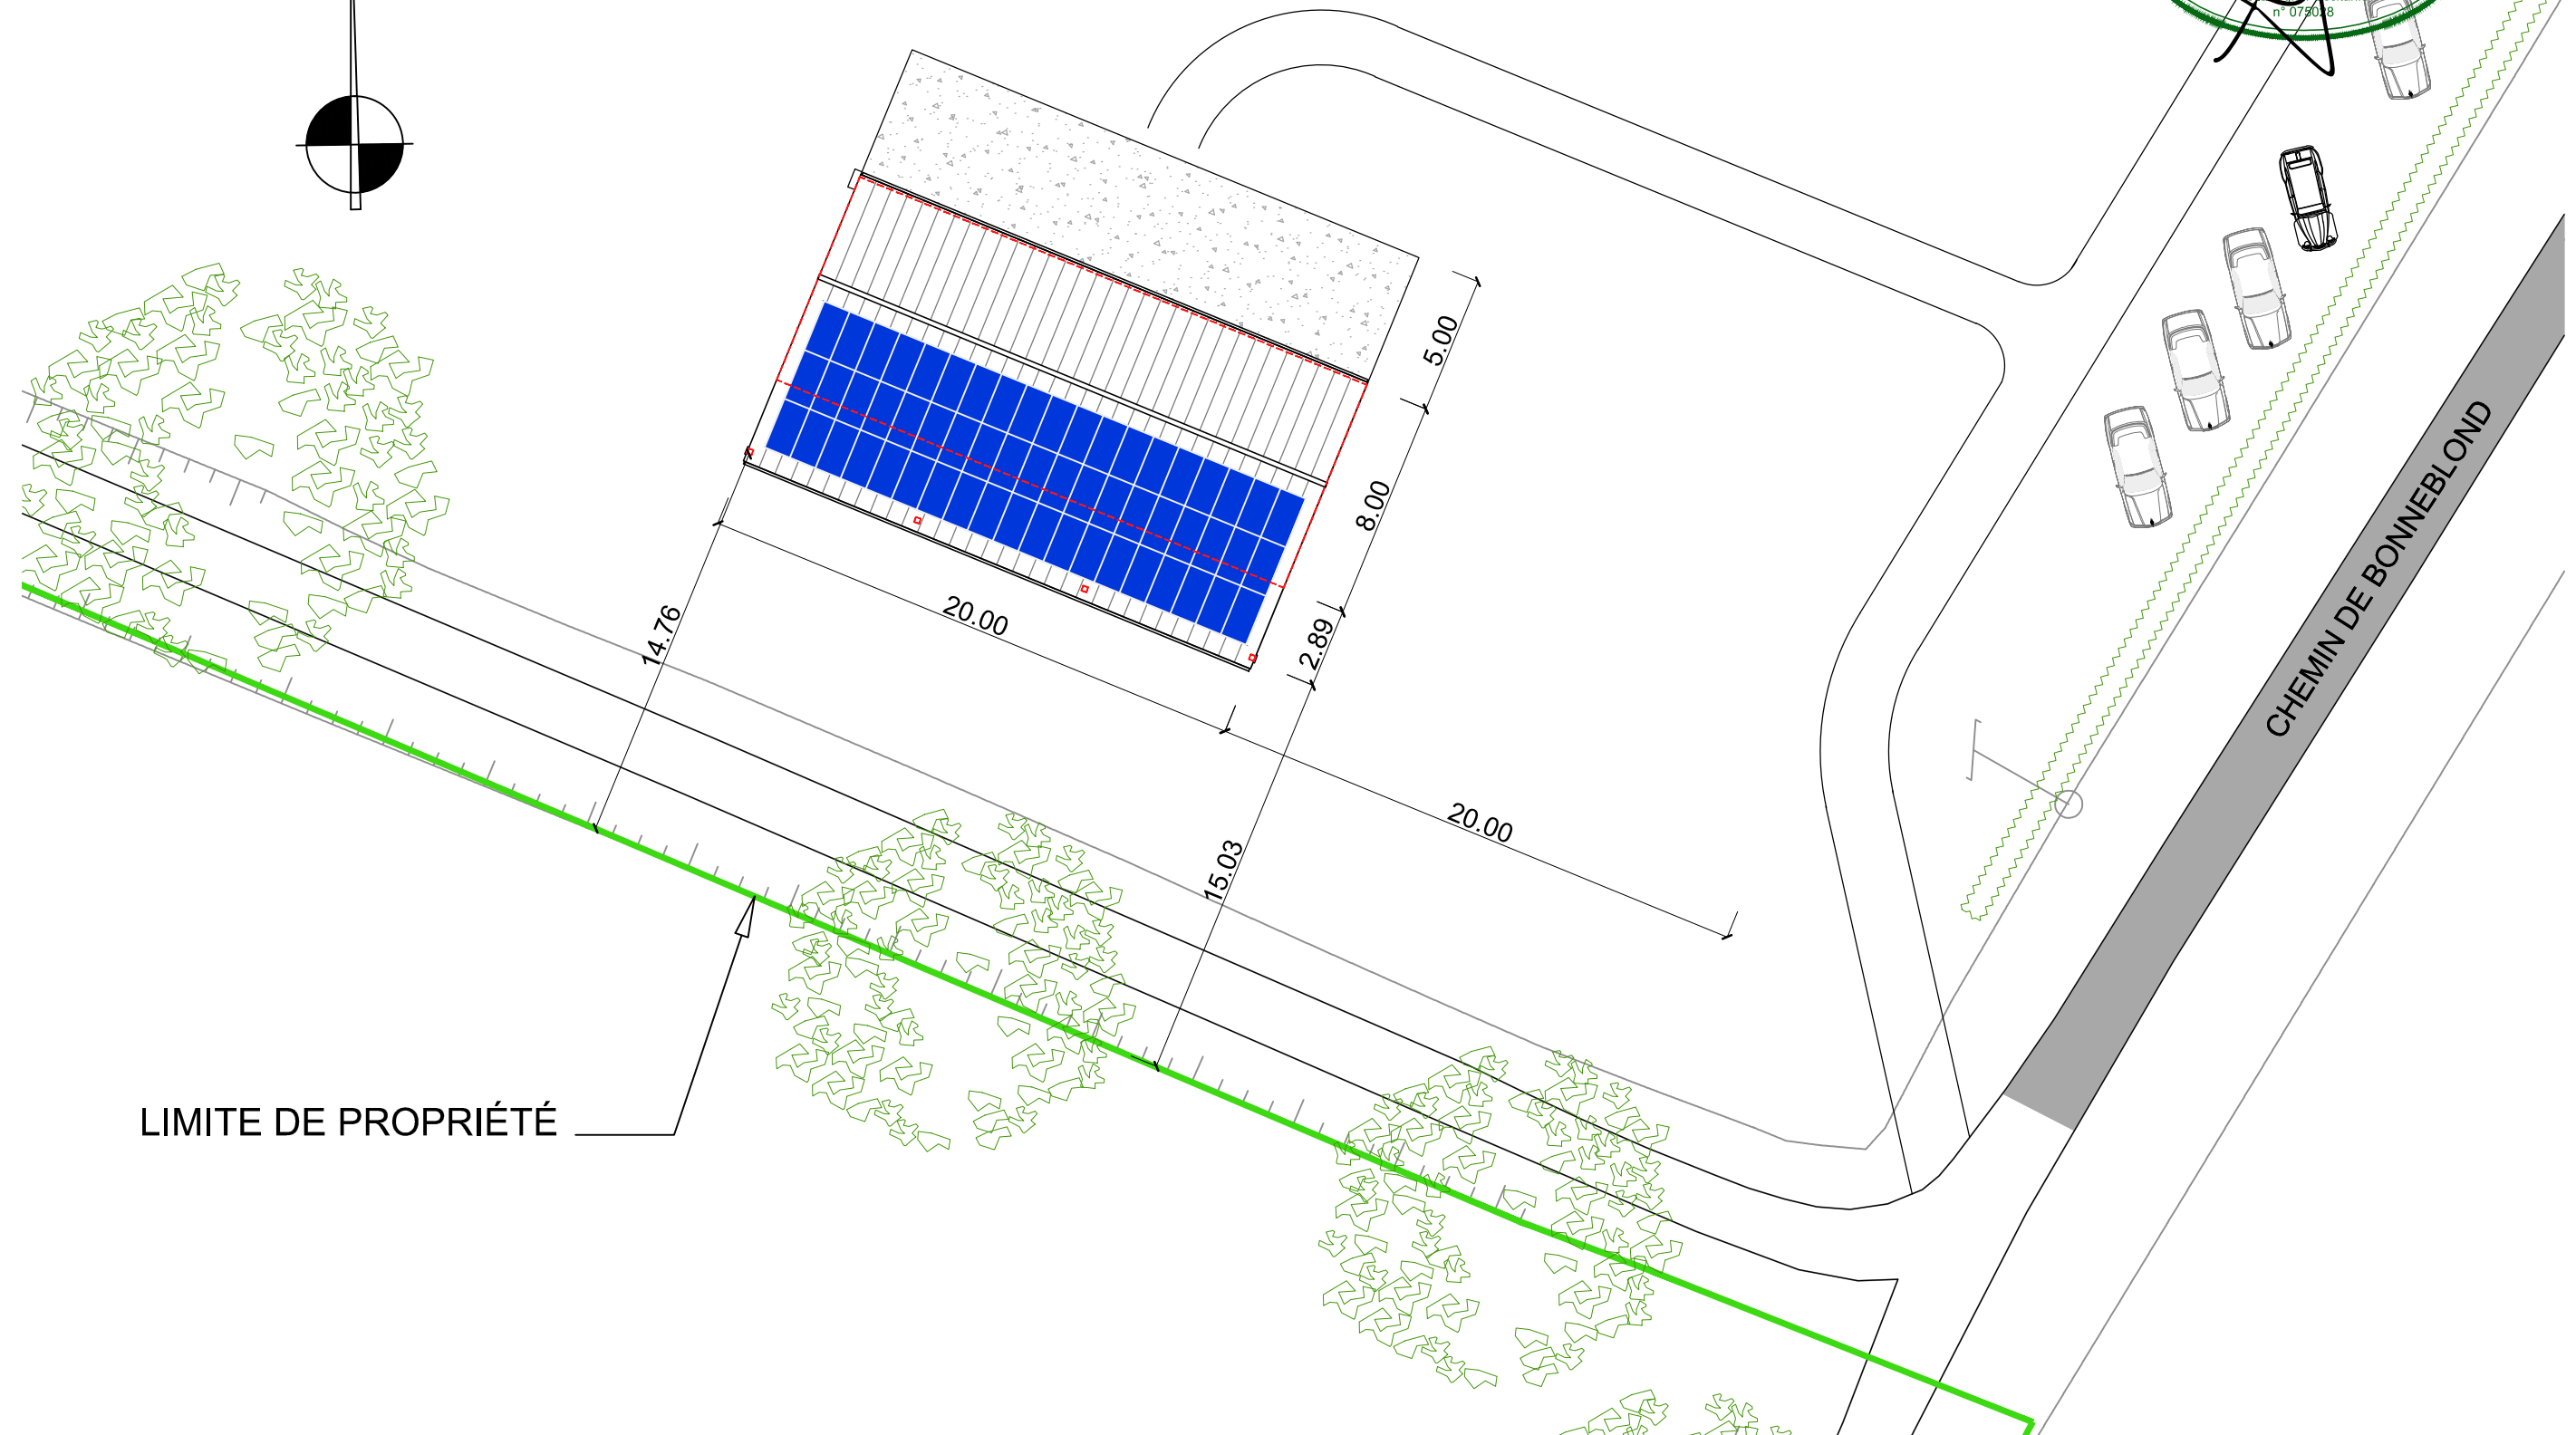 n° 075028
5.00
8.00
CHEMIN DE BONNEBLOND
20.00
14.76
2.89
20.00
15.03
LIMITE DE PROPRIÉTÉ